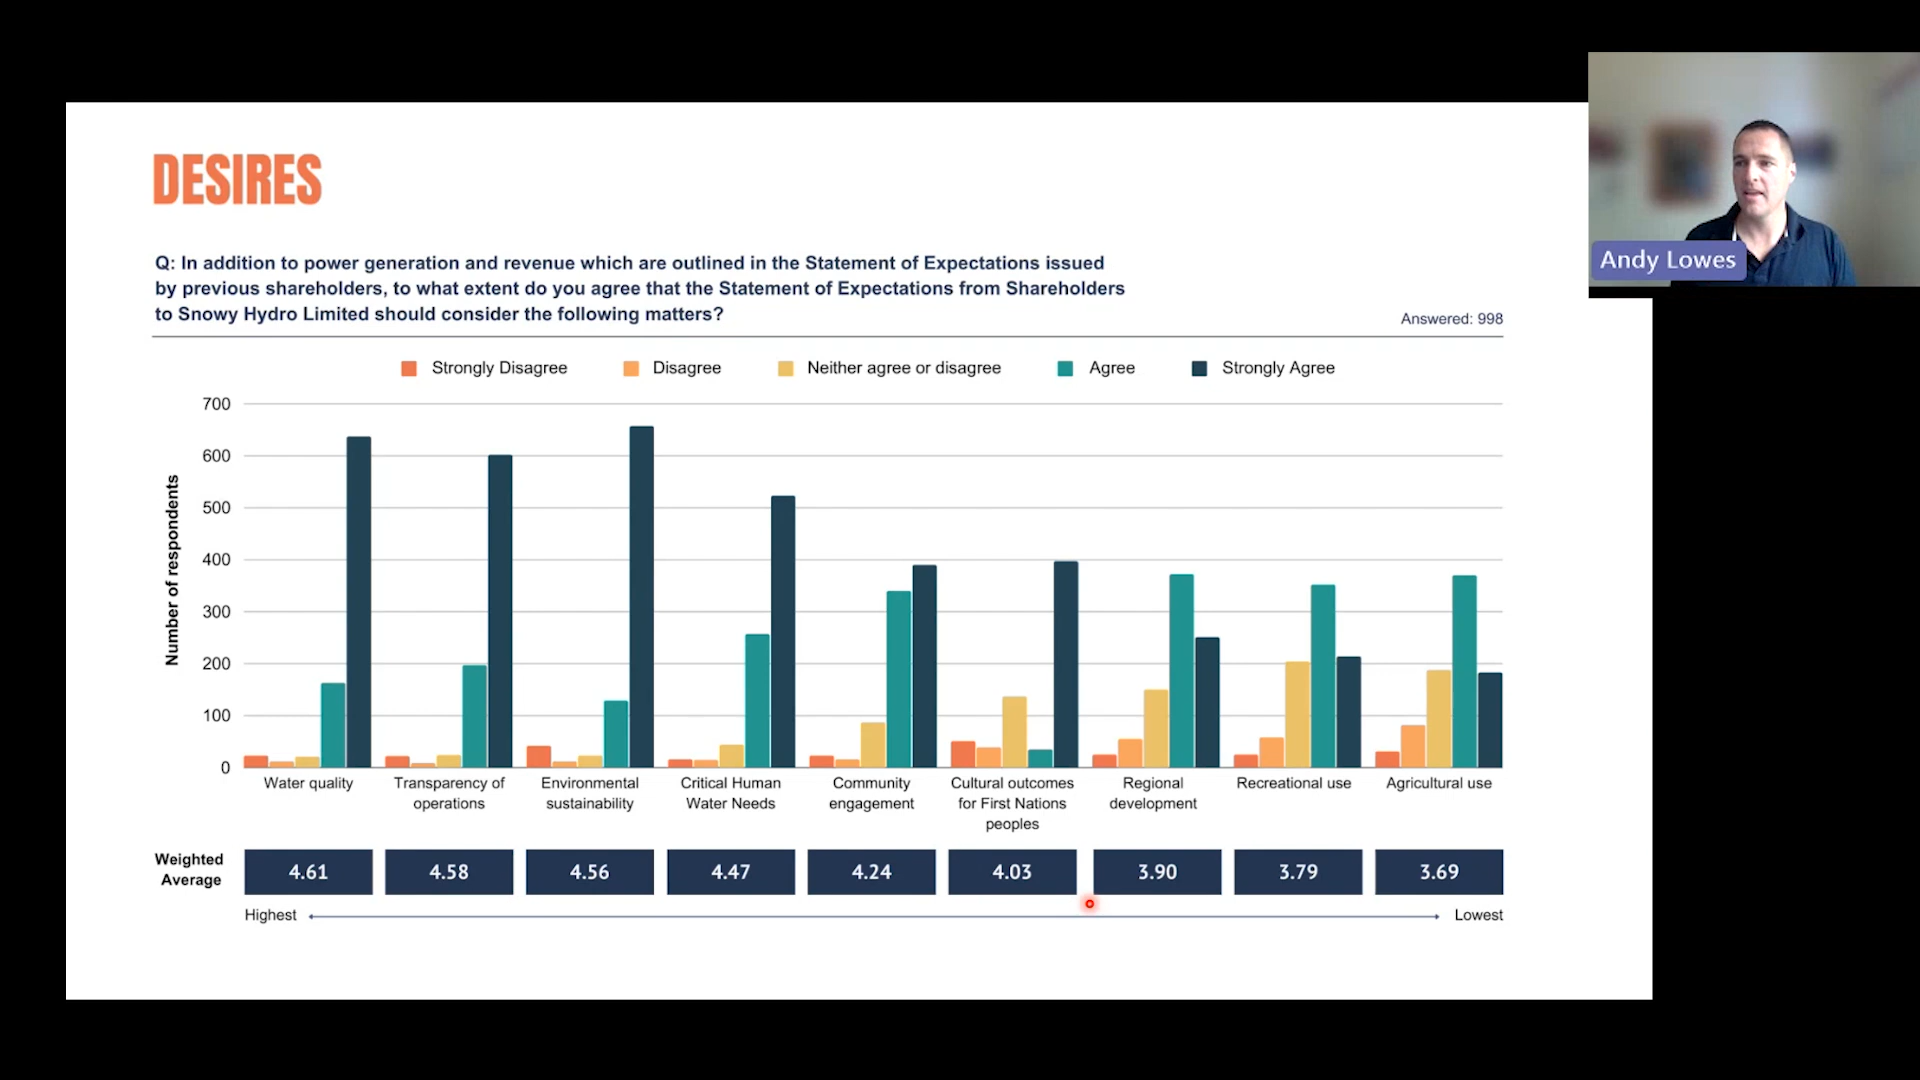 DESIRES
Andy Lowes
Q: In addition to power generation and revenue which are outlined in the Statement of Expectations issued
by previous shareholders, to what extent do you agree that the Statement of Expectations from Shareholders
to Snowy Hydro Limited should consider the following matters?
Answered: 998
Strongly Disagree Disagree Neither agree or disagree Agree Strongly Agree
Number of respondents
700
600
500
400
300
200
100
0
Water quality
Transparency of
operations
Environmental
sustainability
Critical Human
Water Needs
Community
engagement
Cultural outcomes
for First Nations
peoples
Regional
development
Recreational use
Agricultural use
Weighted
Average
4.61 4.58 4.56 4.47 4.24 4.03 3.90 3.79 3.69
Highest Lowest